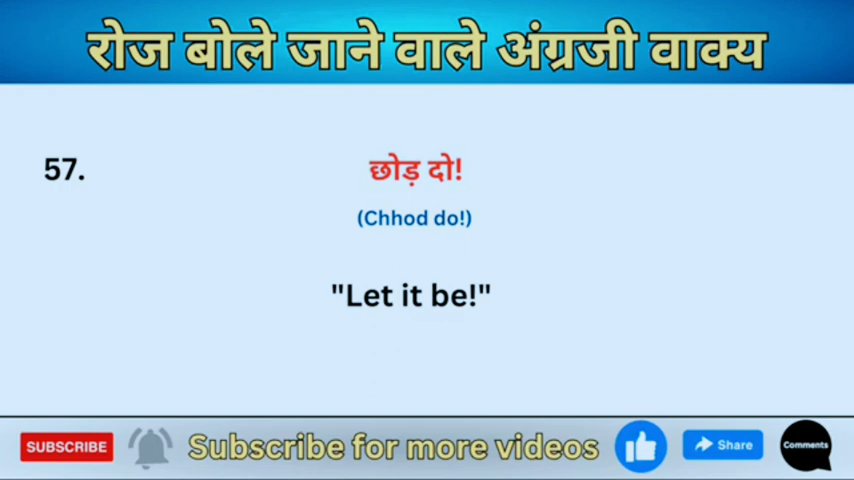 रोज बोले जाने वाले अंग्रजी वाक्य
57.
छोड़ दो!
(Chhod do!)
"Let it be!"
SUBSCRIBE Subscribe for more videos Share Comments